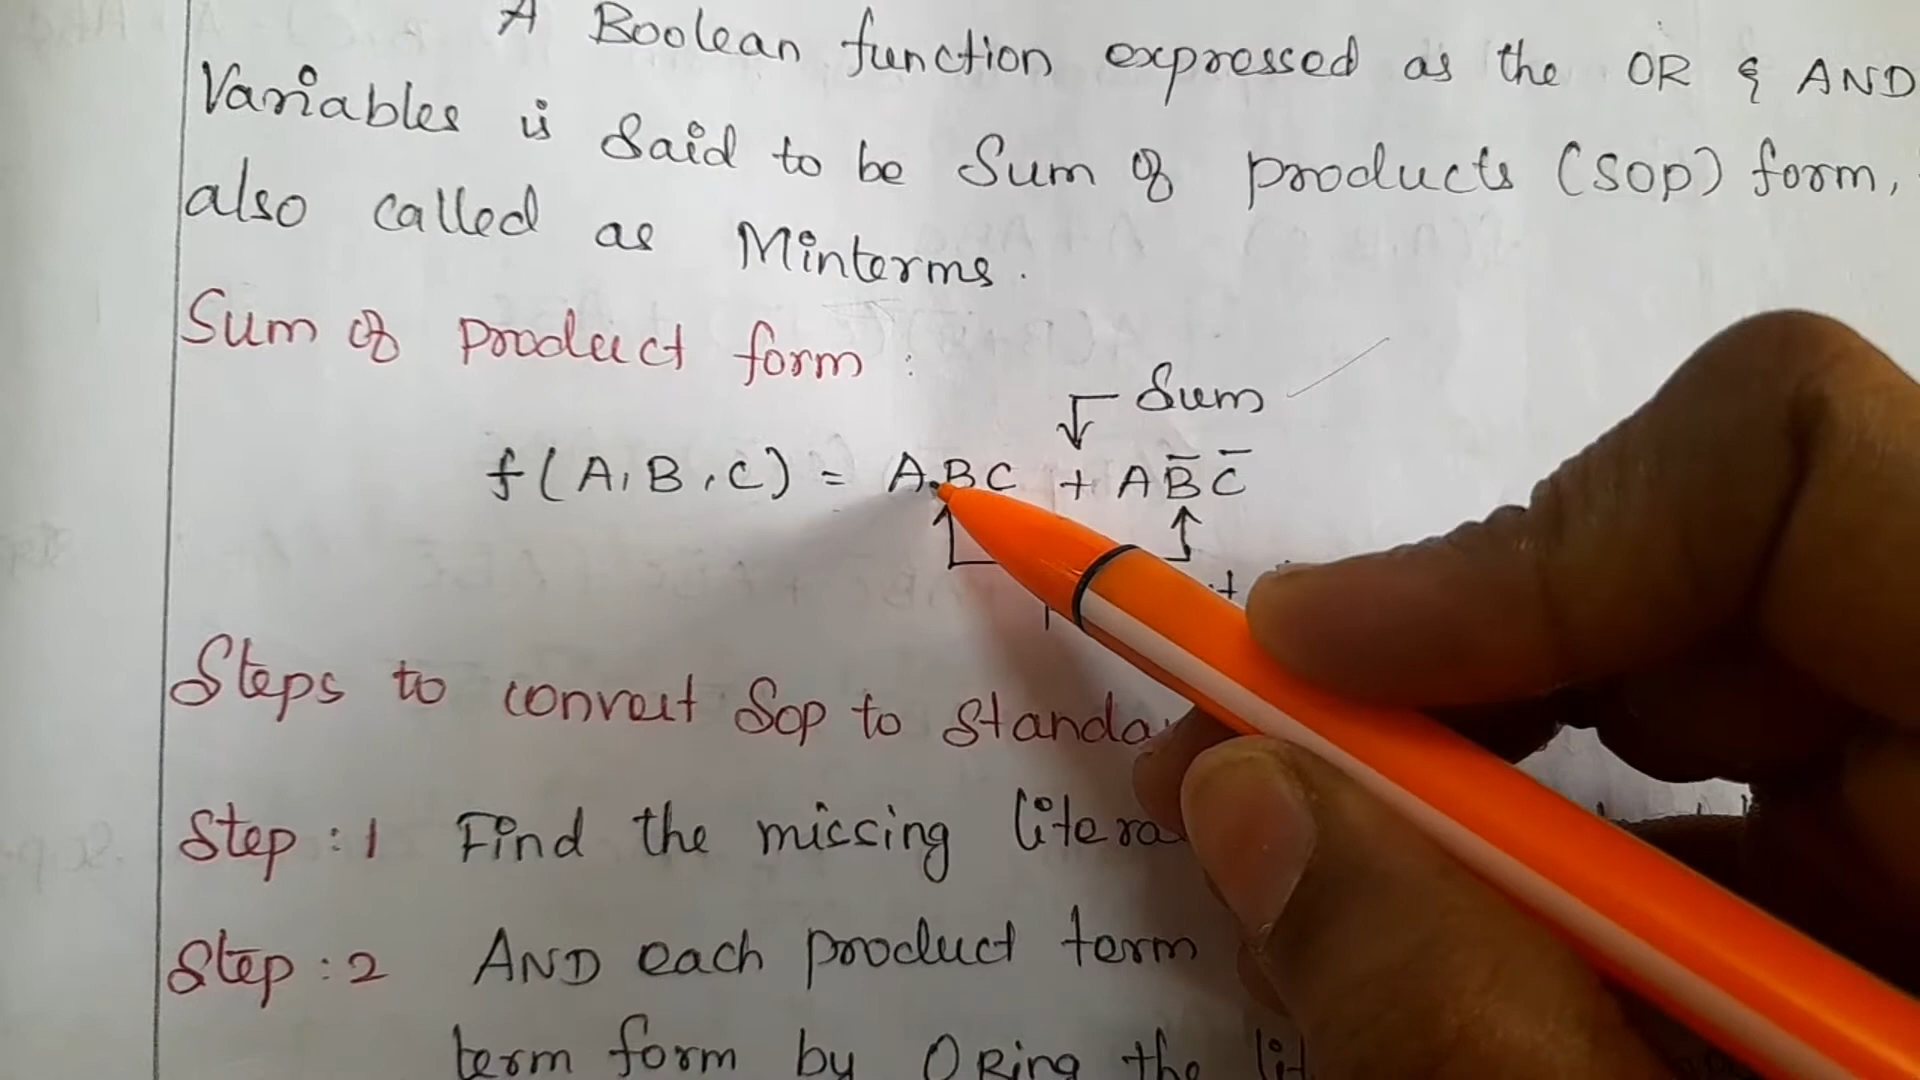 A Boolean function expressed as the OR & AND
Variables is said to be Sum of products (SOP) form,
also called as Minterms.
Sum of product form :
Sum
f(A,B,C) = A.BC + AB̅C̅
Steps to convert Sop to
Step : 1 Find the missing
Step : 2 AND each product term
term form by ORing the